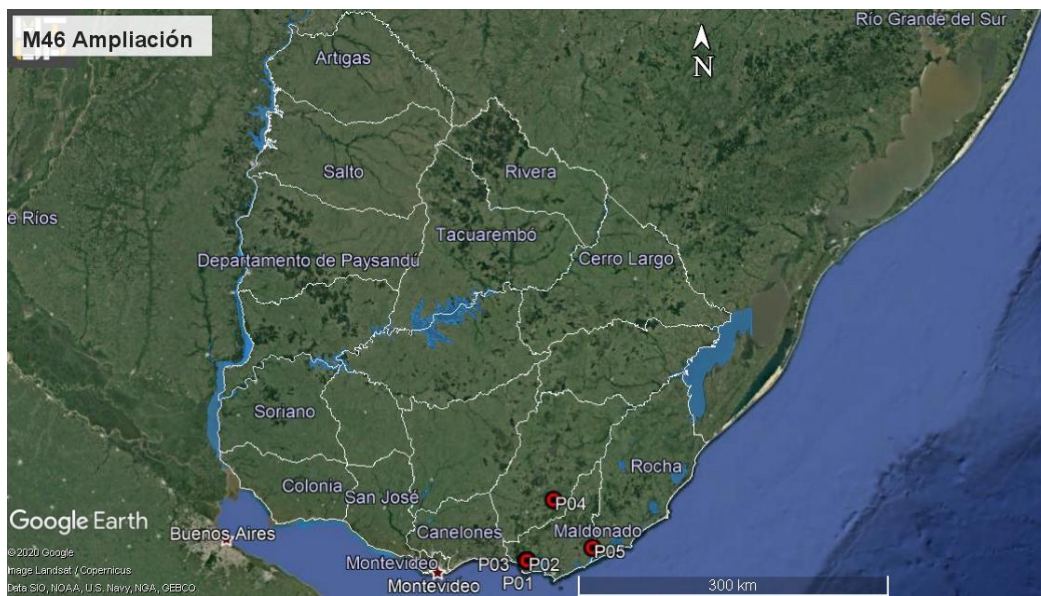 M46 Ampliación
Río Grande del Sur
N
Artigas
Salto
Rivera
e Ríos
Tacuarembó
Departamento de Paysandú
Cerro Largo
Soriano
Rocha
Colonia
San José
P04
Google Earth
Buenos Aires
Canelones
Maldonado
P05
©2020 Google
Montevideo
P03
P02
Image Landsat / Copernicus
Montevideo
P01
300 km
Data SIO, NOAA, U.S. Navy, NGA, GEBCO